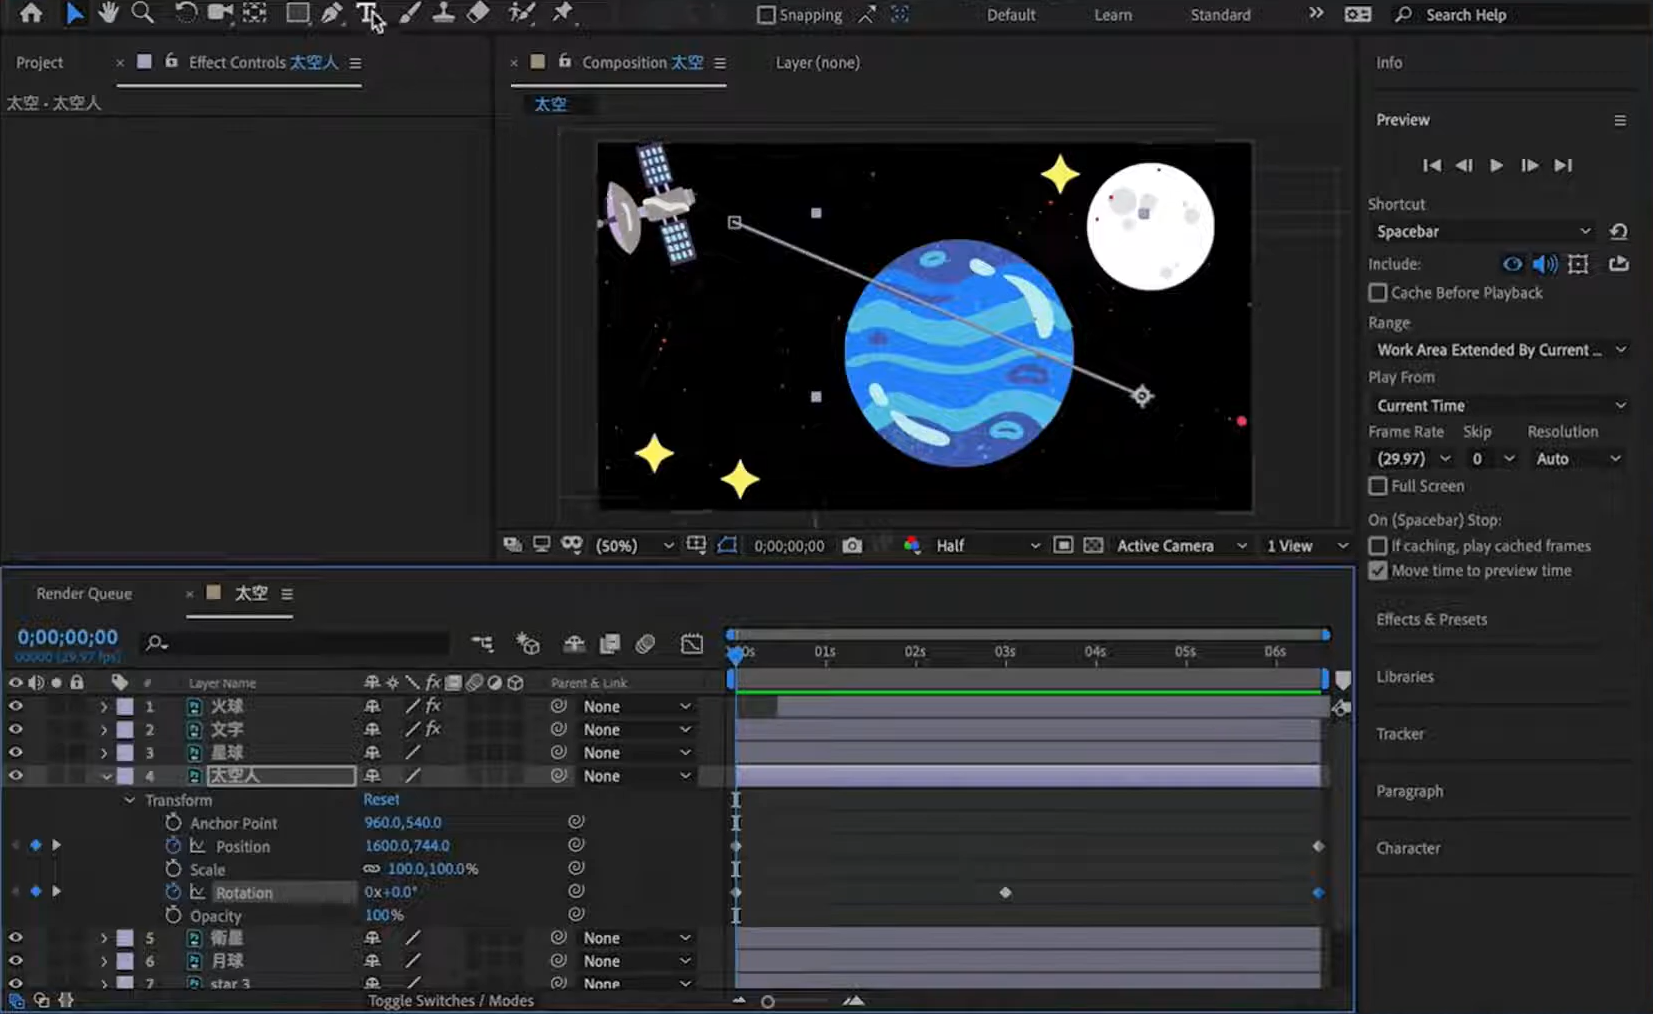 Snapping
Default
Learn
Standard
Search Help
Project
Effect Controls 太空人
Composition 太空
Layer (none)
太空・太空人
太空
(50%)
0;00;00;00
Half
Active Camera
1 View
Info
Preview
Shortcut
Spacebar
Include:
Cache Before Playback
Range
Work Area Extended By Current ...
Play From
Current Time
Frame Rate Skip Resolution
(29.97) 0 Auto
Full Screen
On (Spacebar) Stop:
If caching, play cached frames
Move time to preview time
Effects & Presets
Libraries
Tracker
Paragraph
Character
Render Queue
太空
0;00;00;00
00000 (29.97 fps)
01s 02s 03s 04s 05s 06s
# Layer Name fx Parent & Link
1 火球 fx None
2 文字 fx None
3 星球 None
4 太空人 None
Transform Reset
Anchor Point 960.0,540.0
Position 1600.0,744.0
Scale 100.0,100.0%
Rotation 0x+0.0°
Opacity 100%
5 衛星 None
6 月球 None
7 star 3 None
Toggle Switches / Modes